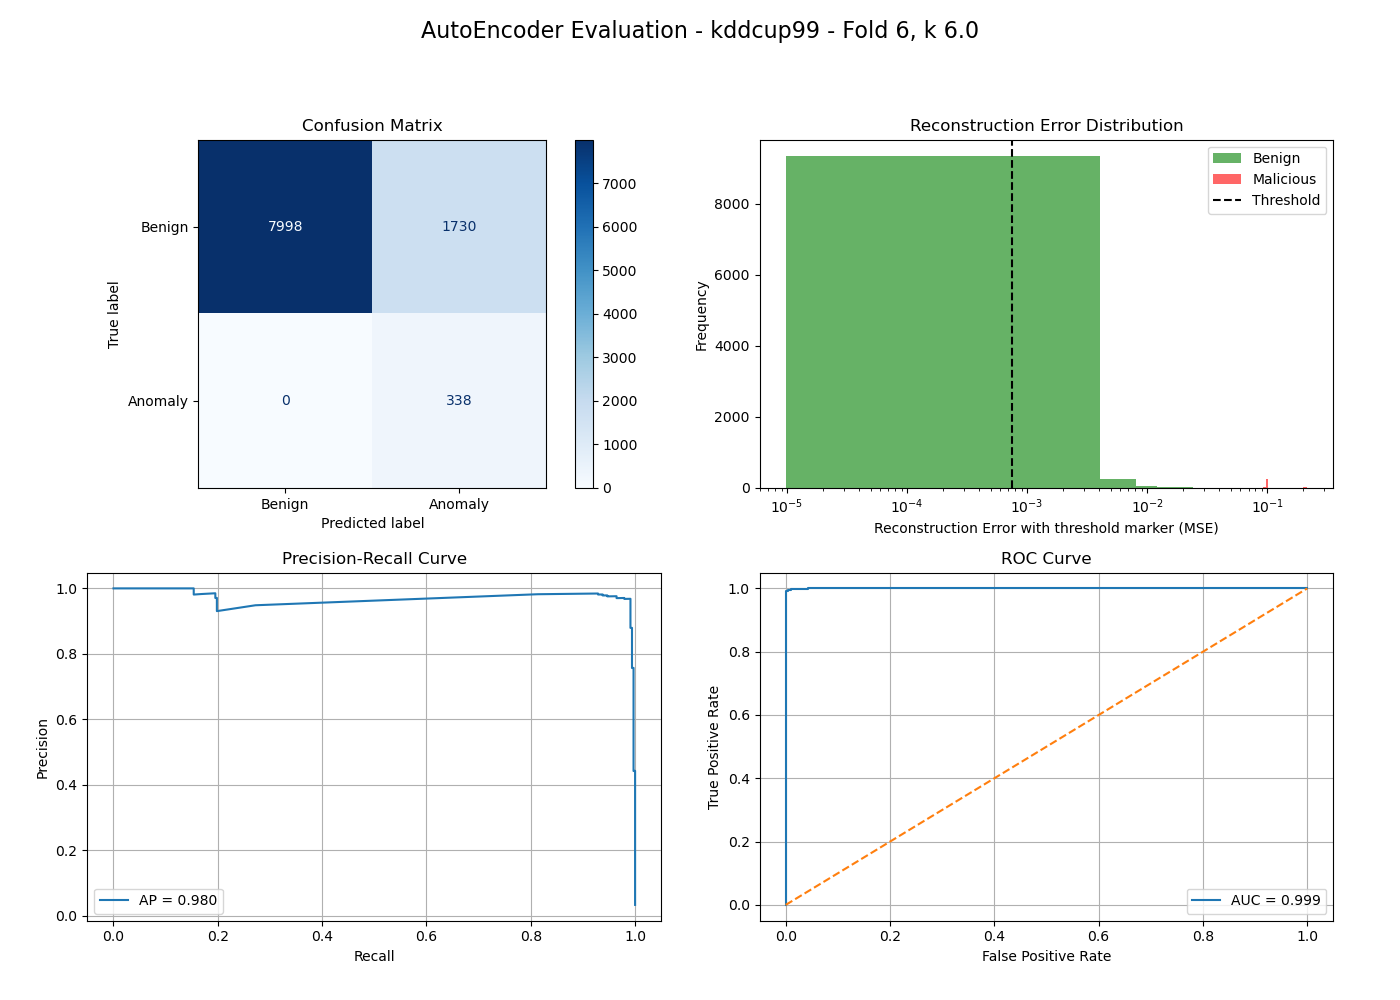 AutoEncoder Evaluation - kddcup99 - Fold 6, k 6.0
Confusion Matrix
True label
Benign
Anomaly
7998
1730
0
338
Benign
Anomaly
Predicted label
7000
6000
5000
4000
3000
2000
1000
0
Reconstruction Error Distribution
Frequency
8000
6000
4000
2000
0
Benign
Malicious
Threshold
10⁻⁵
10⁻⁴
10⁻³
10⁻²
10⁻¹
Reconstruction Error with threshold marker (MSE)
Precision-Recall Curve
Precision
1.0
0.8
0.6
0.4
0.2
0.0
AP = 0.980
0.0
0.2
0.4
0.6
0.8
1.0
Recall
ROC Curve
True Positive Rate
1.0
0.8
0.6
0.4
0.2
0.0
AUC = 0.999
0.0
0.2
0.4
0.6
0.8
1.0
False Positive Rate